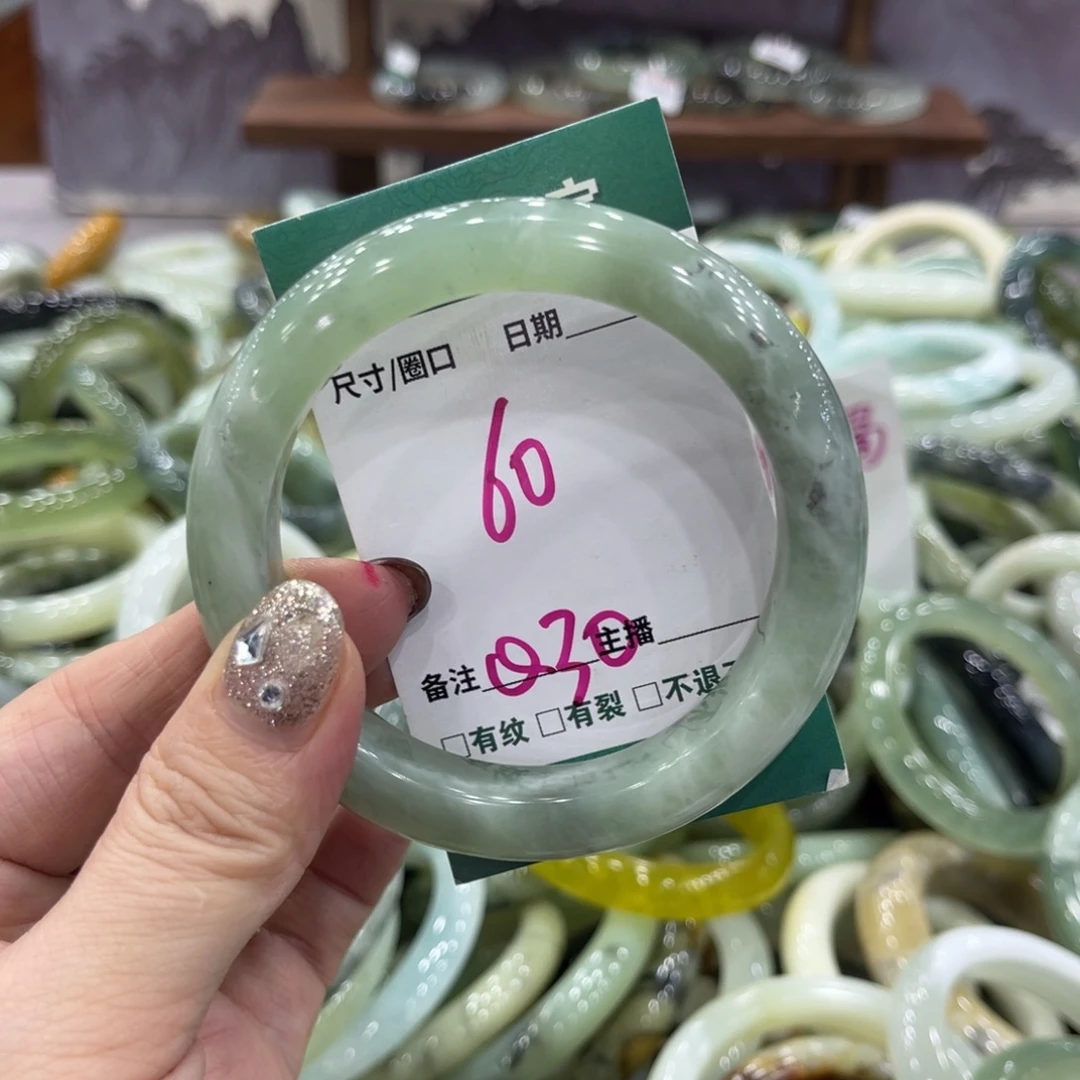 尺寸/圈口 日期
60
备注 030 主播
□有纹 □有裂 □不退